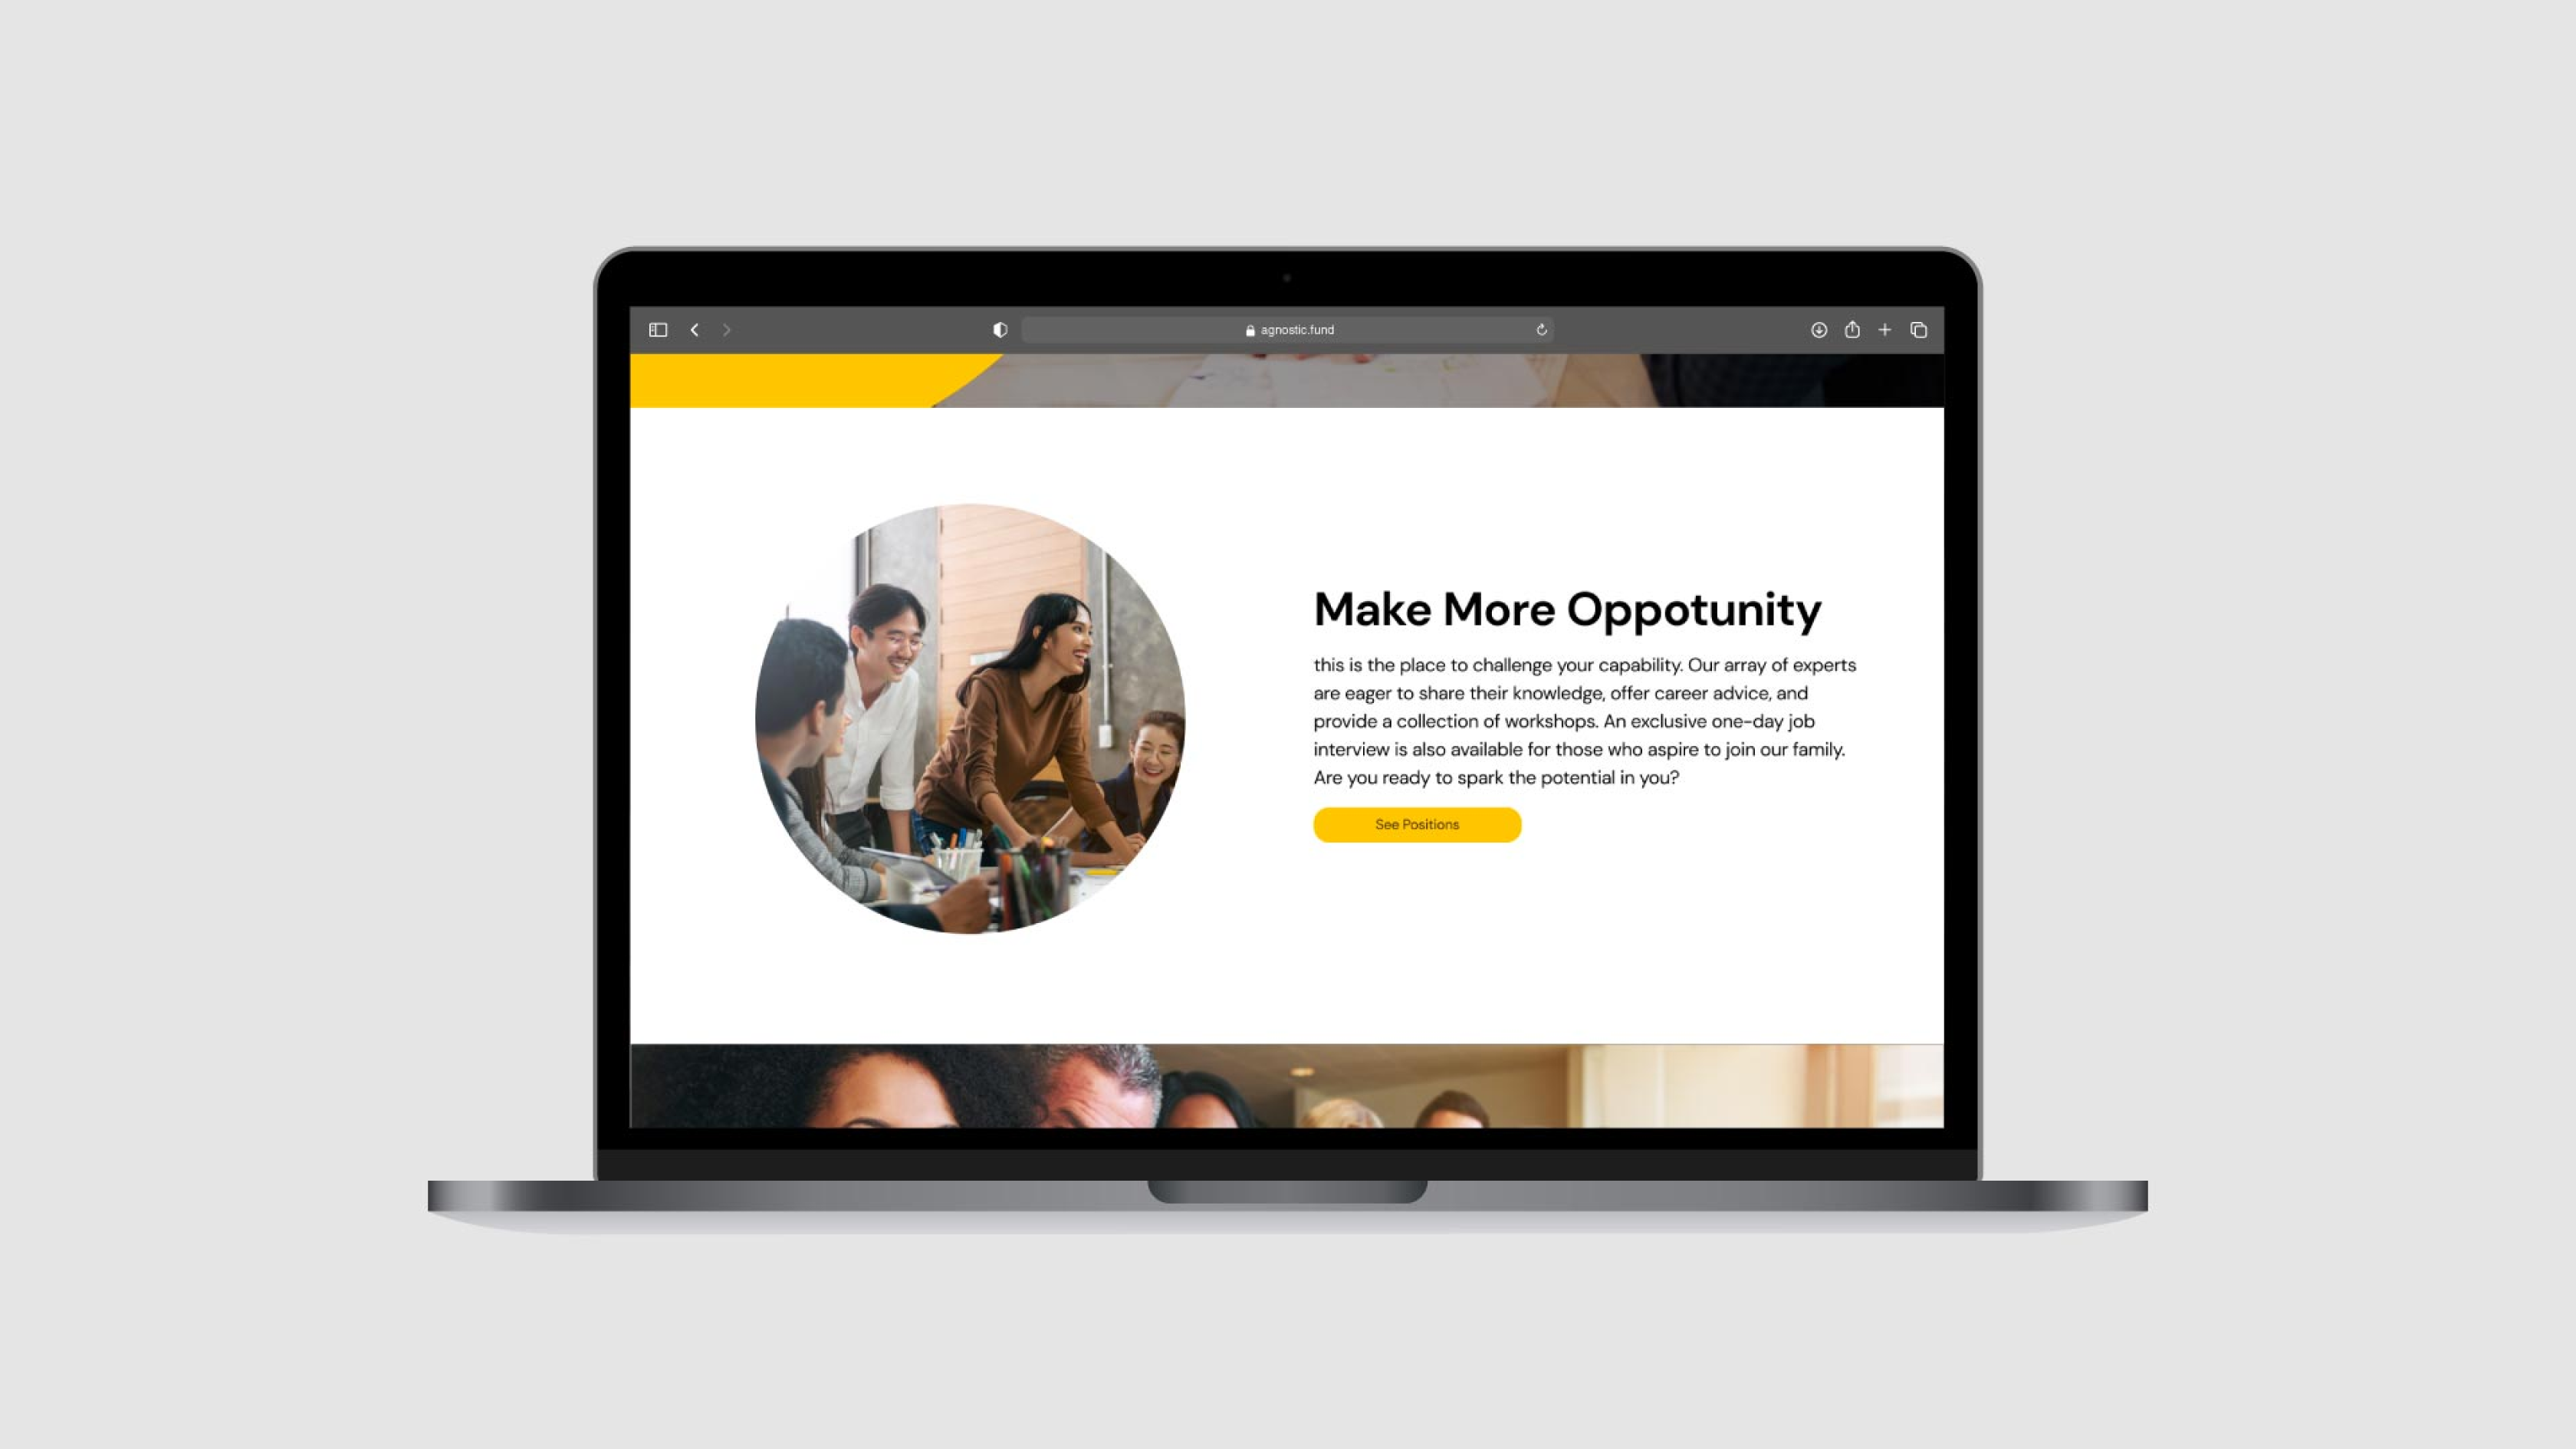 agnostic.fund
Make More Oppotunity
this is the place to challenge your capability. Our array of experts
are eager to share their knowledge, offer career advice, and
provide a collection of workshops. An exclusive one-day job
interview is also available for those who aspire to join our family.
Are you ready to spark the potential in you?
See Positions